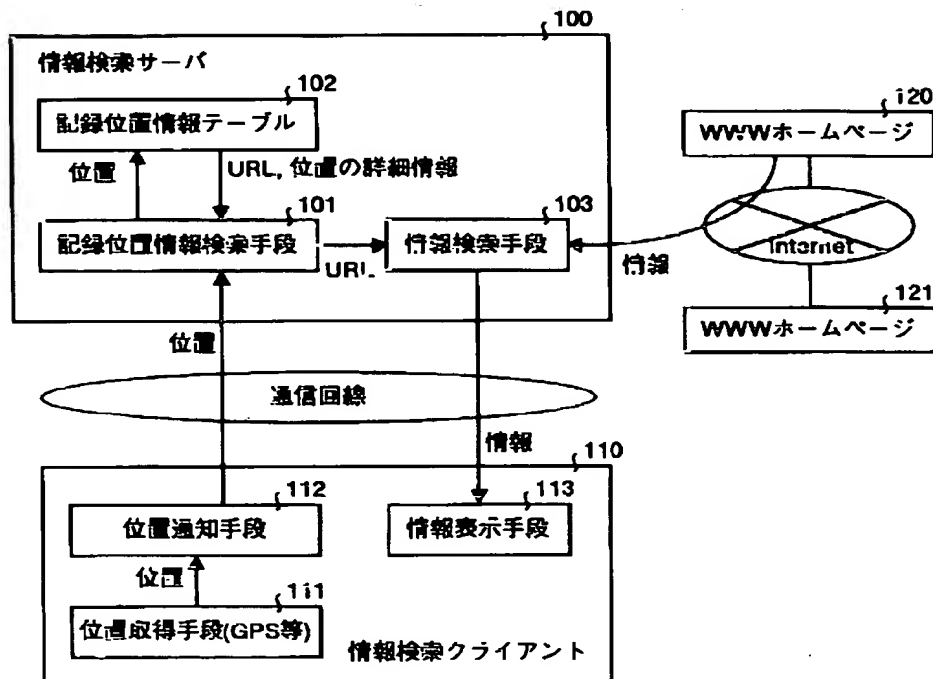 100
情報検索サーバ
102
記録位置情報テーブル
位置
URL, 位置の詳細情報
101
記録位置情報検索手段
URL
103
情報検索手段
120
WWWホームページ
Internet
情報
121
WWWホームページ
位置
通信回線
情報
110
112
位置通知手段
113
情報表示手段
位置
111
位置取得手段(GPS等)
情報検索クライアント